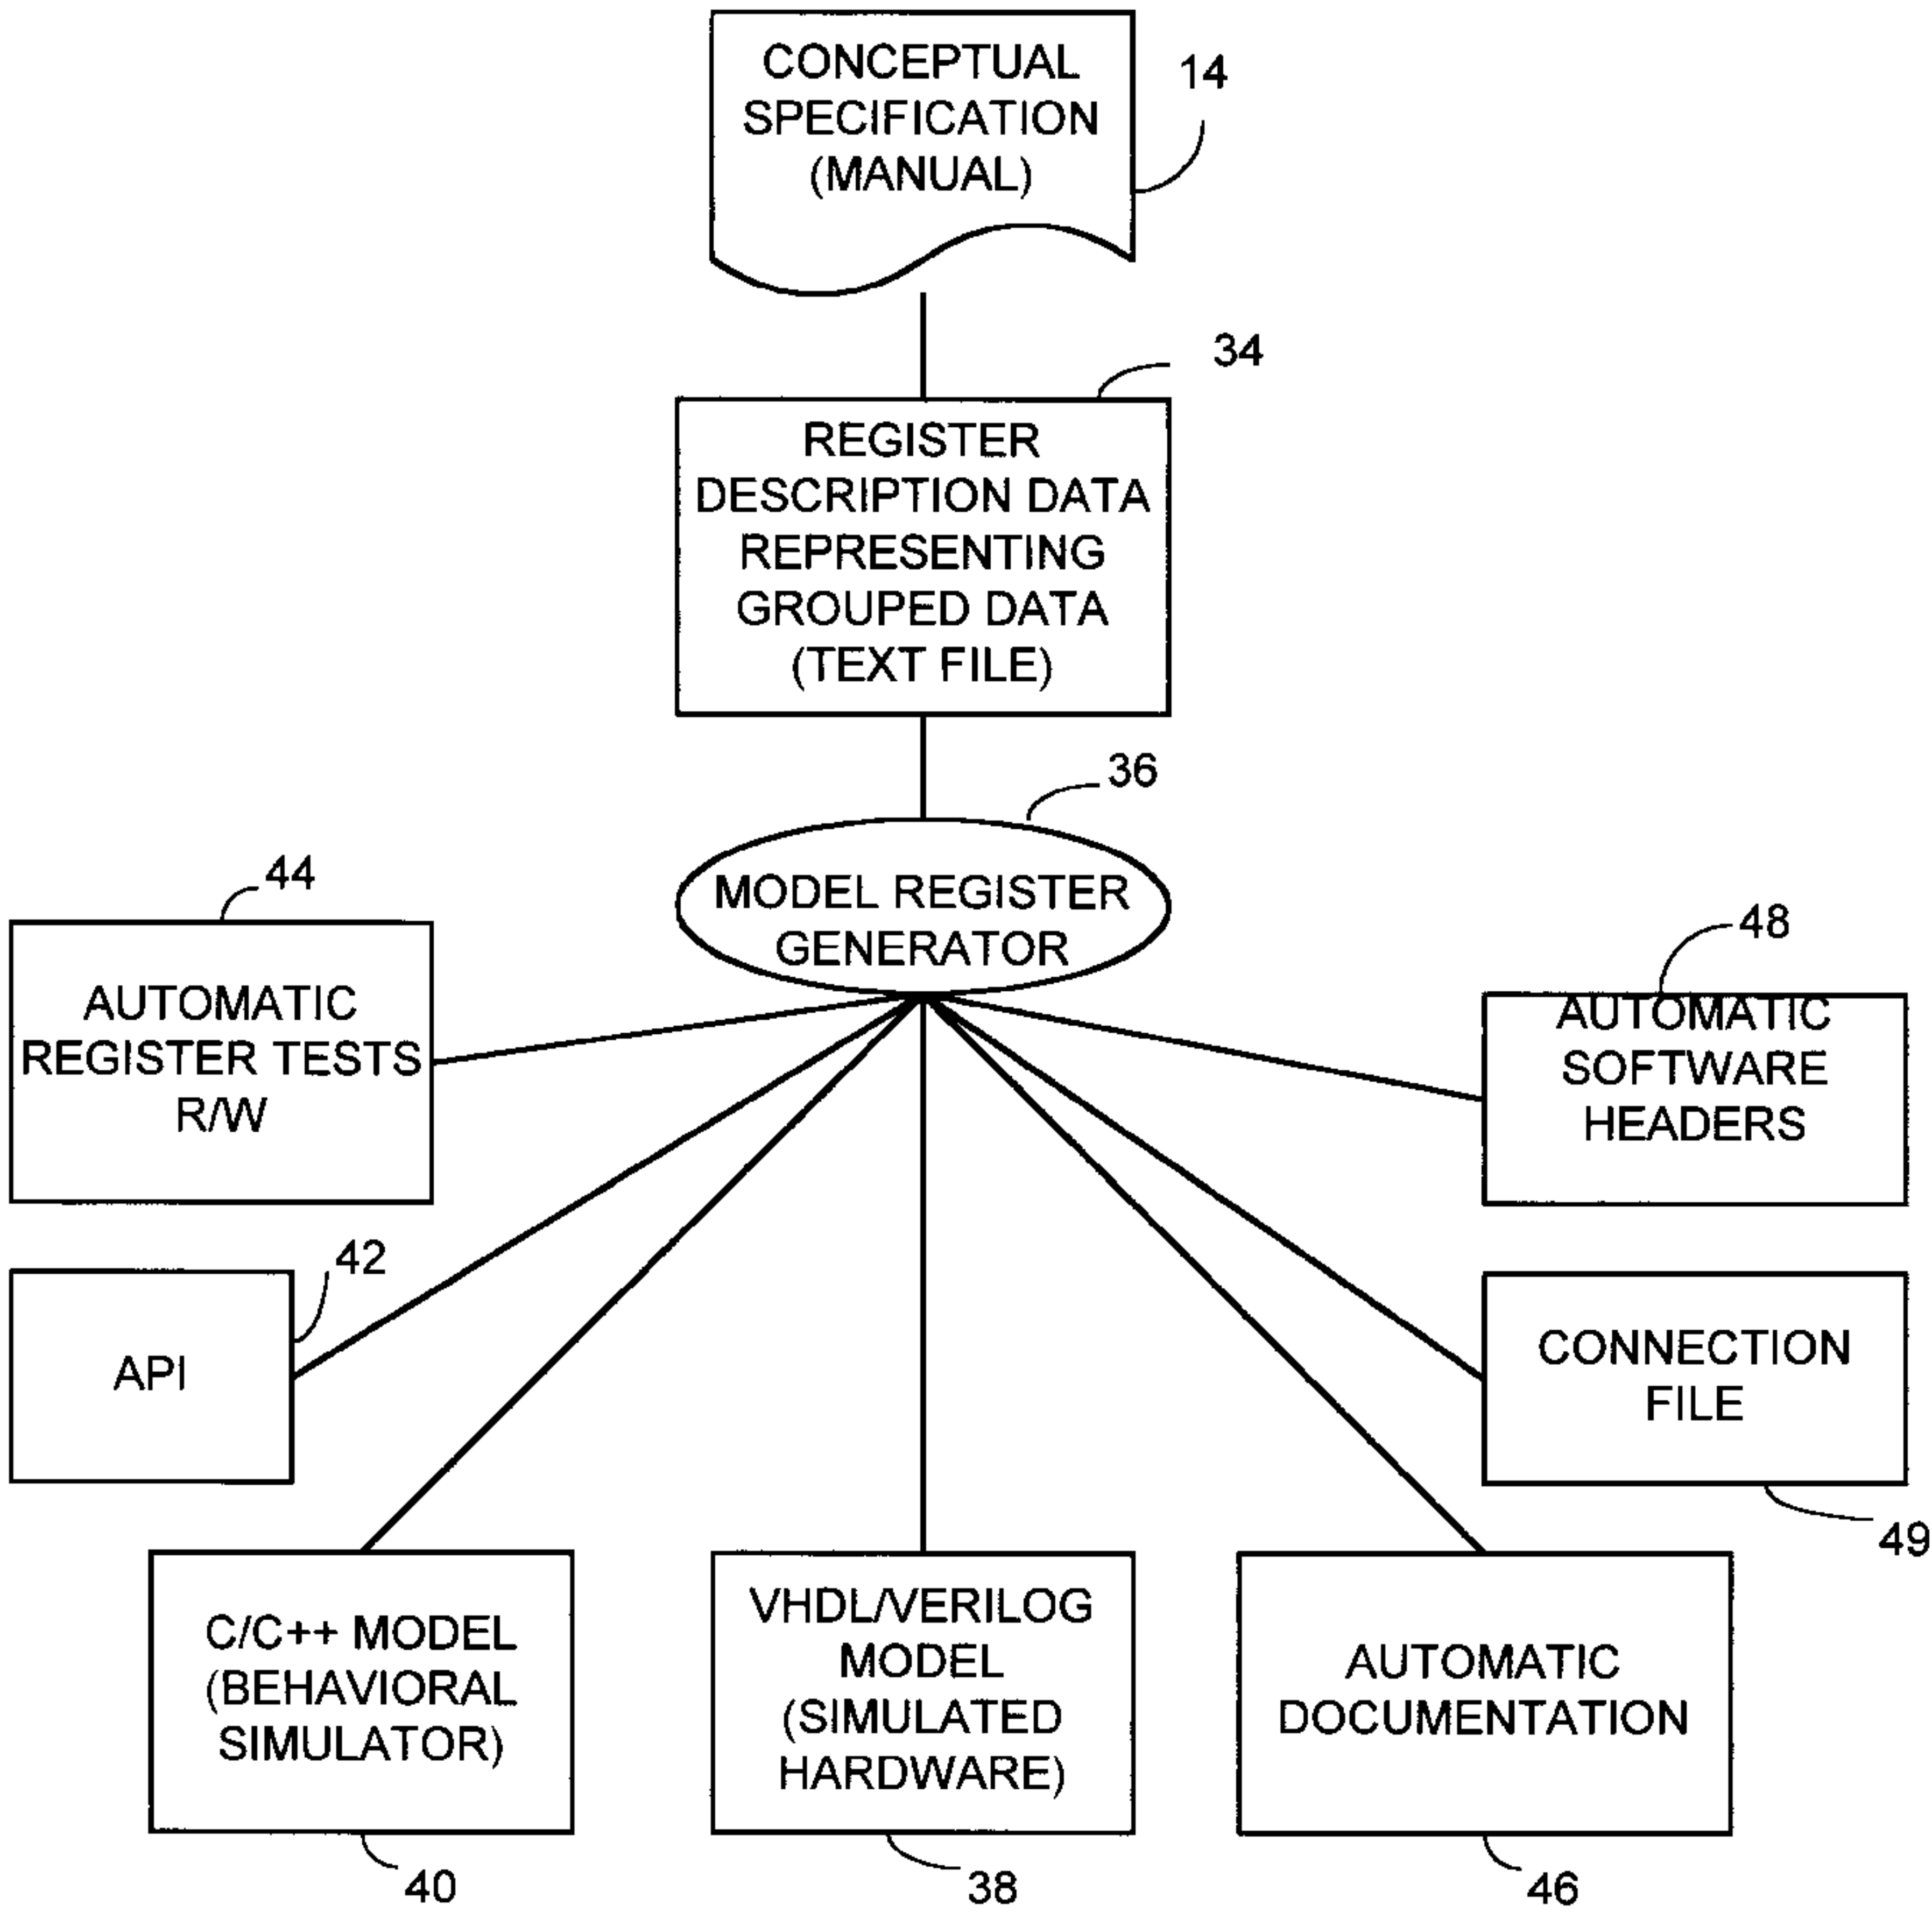 CONCEPTUAL
SPECIFICATION
(MANUAL)
14
34
REGISTER
DESCRIPTION DATA
REPRESENTING
GROUPED DATA
(TEXT FILE)
36
MODEL REGISTER
GENERATOR
44
AUTOMATIC
REGISTER TESTS
R/W
48
AUTOMATIC
SOFTWARE
HEADERS
42
API
CONNECTION
FILE
49
C/C++ MODEL
(BEHAVIORAL
SIMULATOR)
40
VHDL/VERILOG
MODEL
(SIMULATED
HARDWARE)
38
AUTOMATIC
DOCUMENTATION
46